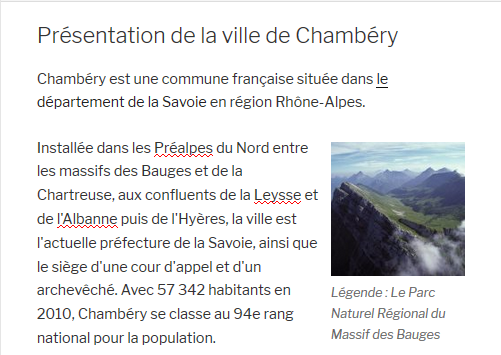 Présentation de la ville de Chambéry
Chambéry est une commune française située dans le
département de la Savoie en région Rhône-Alpes.
Installée dans les Préalpes du Nord entre
les massifs des Bauges et de la
Chartreuse, aux confluents de la Leysse et
de l'Albanne puis de l'Hyères, la ville est
l'actuelle préfecture de la Savoie, ainsi que
le siège d'une cour d'appel et d'un
archevêché. Avec 57 342 habitants en
2010, Chambéry se classe au 94e rang
national pour la population.
Légende : Le Parc
Naturel Régional du
Massif des Bauges